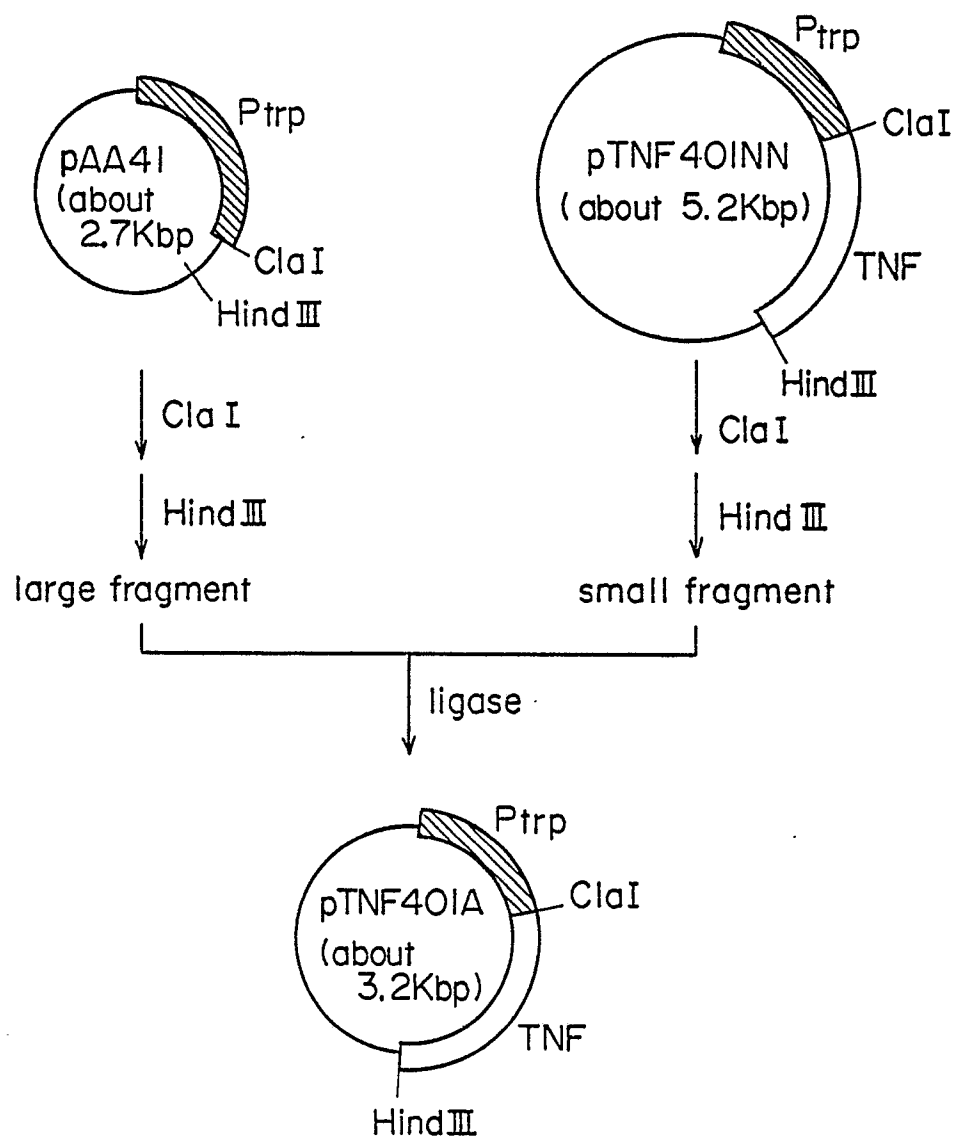 Ptrp
pAA41
(about
2.7Kbp
ClaI
HindIII
Ptrp
ClaI
pTNF401NN
(about 5.2Kbp)
TNF
HindIII
ClaI
HindIII
large fragment
ClaI
HindIII
small fragment
ligase
Ptrp
ClaI
pTNF401A
(about
3.2Kbp)
TNF
HindIII